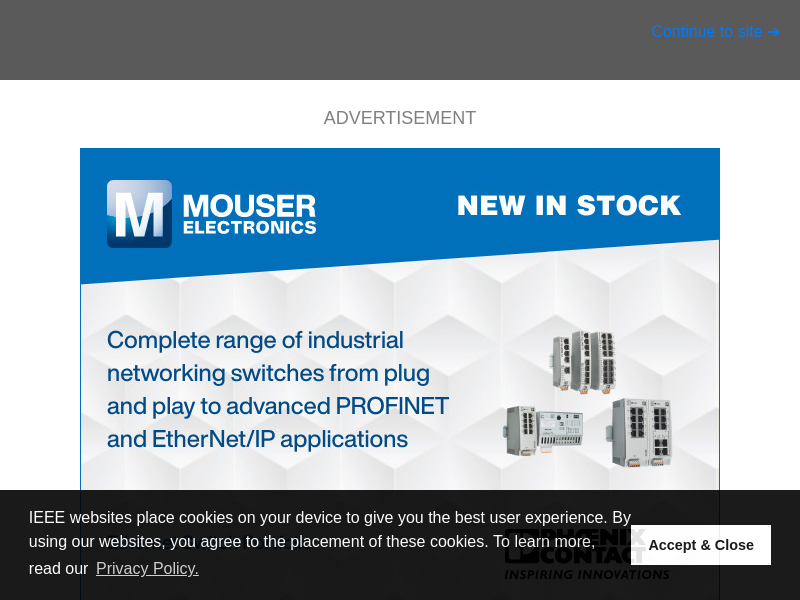 Continue to site ➔
ADVERTISEMENT
M MOUSER
ELECTRONICS
NEW IN STOCK
Complete range of industrial
networking switches from plug
and play to advanced PROFINET
and EtherNet/IP applications
IEEE websites place cookies on your device to give you the best user experience. By
using our websites, you agree to the placement of these cookies. To learn more,
read our Privacy Policy.
Accept & Close
PHŒNIX
CONTACT
INSPIRING INNOVATIONS